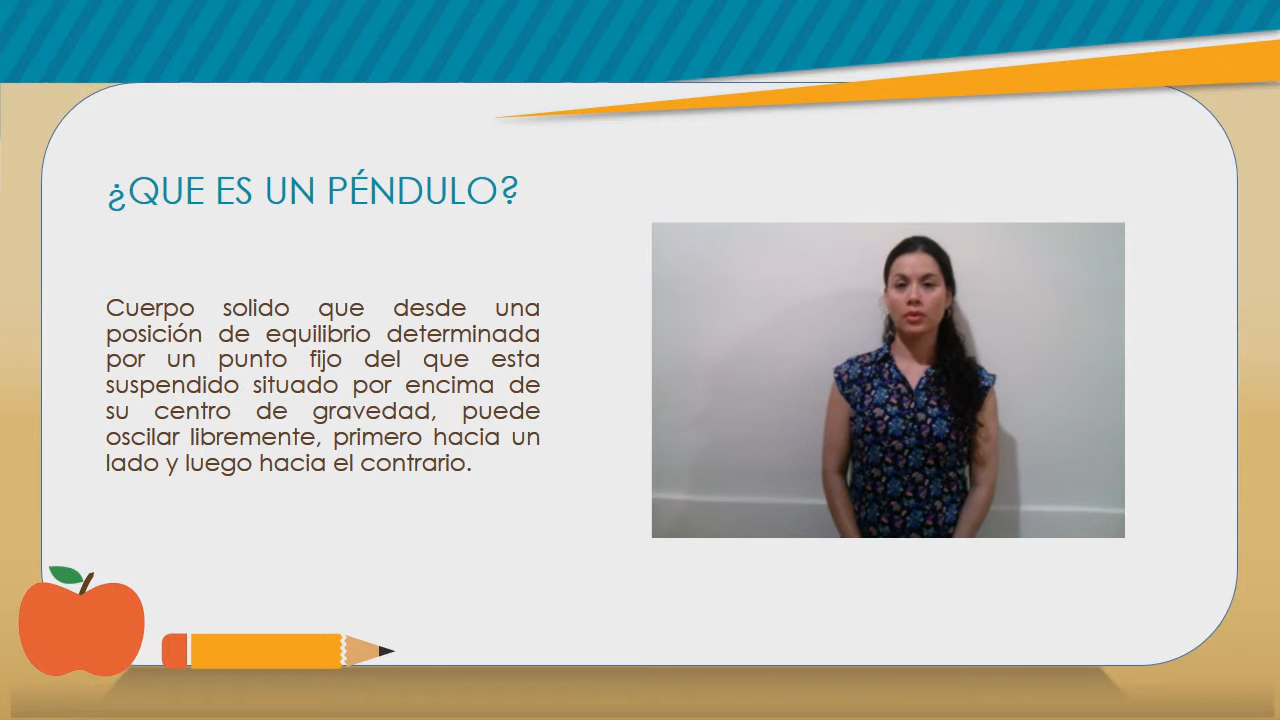 ¿QUE ES UN PÉNDULO?
Cuerpo solido que desde una
posición de equilibrio determinada
por un punto fijo del que esta
suspendido situado por encima de
su centro de gravedad, puede
oscilar libremente, primero hacia un
lado y luego hacia el contrario.